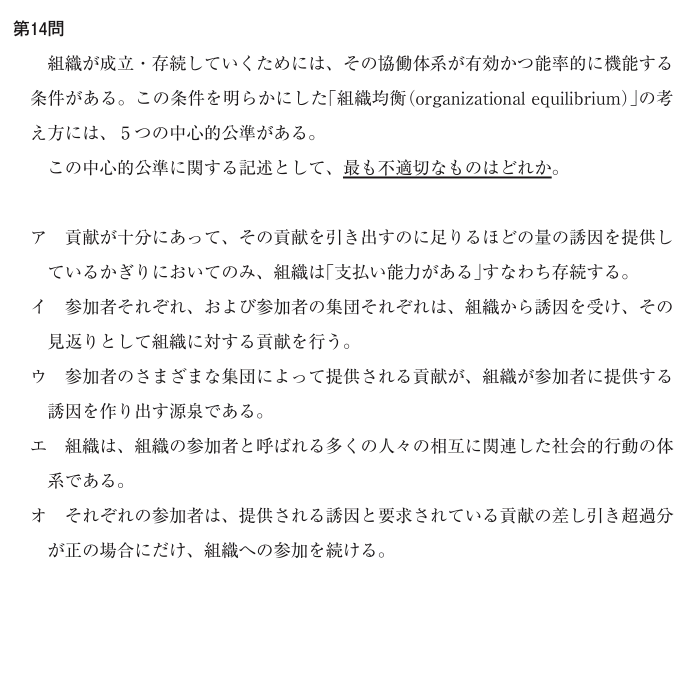 第14問
組織が成立・存続していくためには、その協働体系が有効かつ能率的に機能する
条件がある。この条件を明らかにした「組織均衡(organizational equilibrium)」の考
え方には、5つの中心的公準がある。
この中心的公準に関する記述として、最も不適切なものはどれか。
ア 貢献が十分にあって、その貢献を引き出すのに足りるほどの量の誘因を提供し
ているかぎりにおいてのみ、組織は「支払い能力がある」すなわち存続する。
イ 参加者それぞれ、および参加者の集団それぞれは、組織から誘因を受け、その
見返りとして組織に対する貢献を行う。
ウ 参加者のさまざまな集団によって提供される貢献が、組織が参加者に提供する
誘因を作り出す源泉である。
エ 組織は、組織の参加者と呼ばれる多くの人々の相互に関連した社会的行動の体
系である。
オ それぞれの参加者は、提供される誘因と要求されている貢献の差し引き超過分
が正の場合にだけ、組織への参加を続ける。